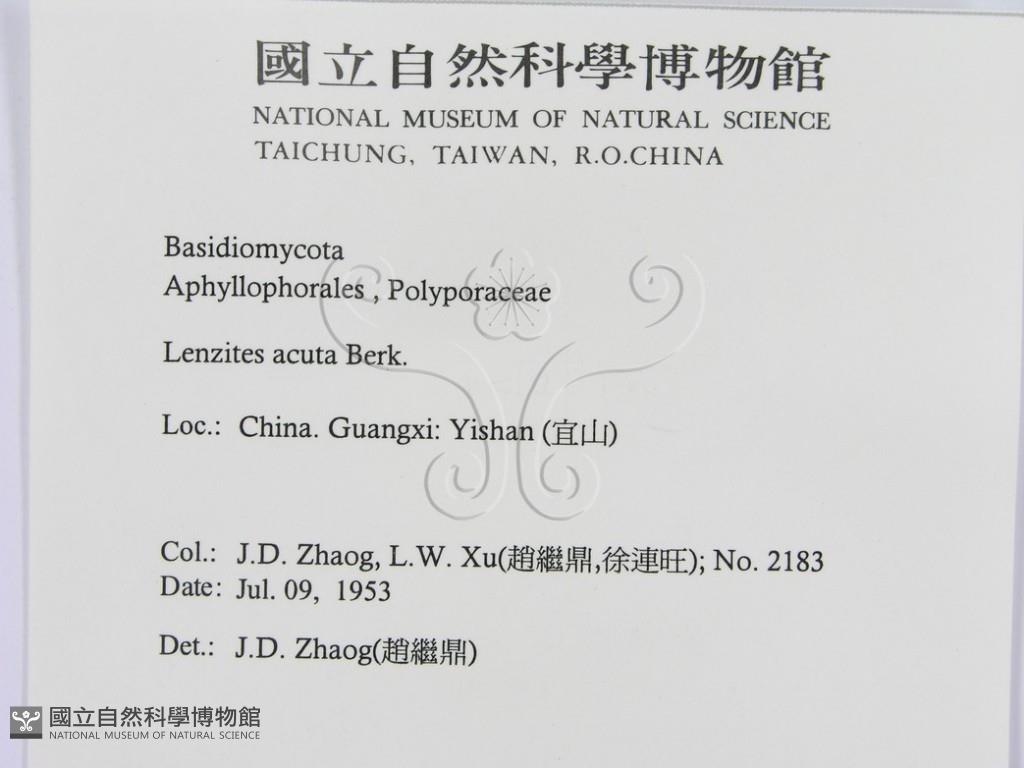 國立自然科學博物館
NATIONAL MUSEUM OF NATURAL SCIENCE
TAICHUNG, TAIWAN, R.O.CHINA
Basidiomycota
Aphyllophorales , Polyporaceae
Lenzites acuta Berk.
Loc.: China. Guangxi: Yishan (宜山)
Col.: J.D. Zhaog, L.W. Xu(趙繼鼎,徐連旺); No. 2183
Date: Jul. 09, 1953
Det.: J.D. Zhaog(趙繼鼎)
國立自然科學博物館
NATIONAL MUSEUM OF NATURAL SCIENCE